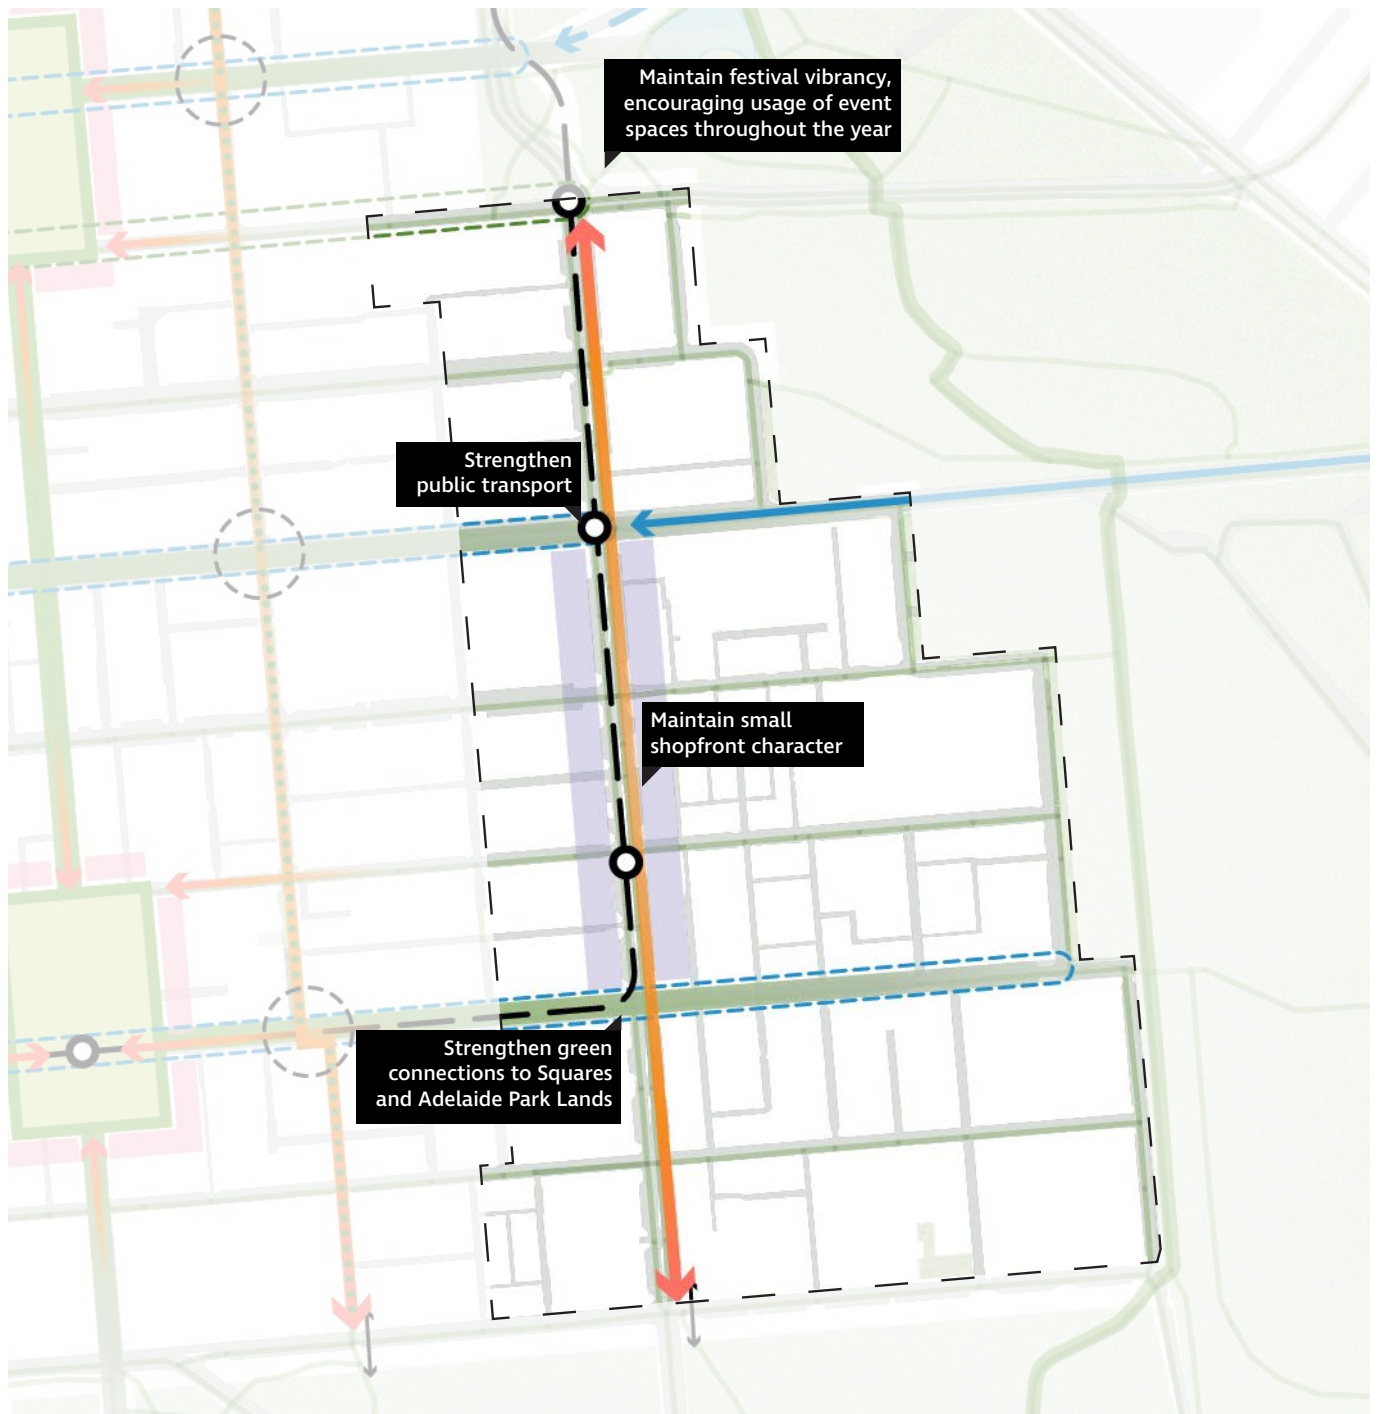 Maintain festival vibrancy,
encouraging usage of event
spaces throughout the year
Strengthen
public transport
Maintain small
shopfront character
Strengthen green
connections to Squares
and Adelaide Park Lands